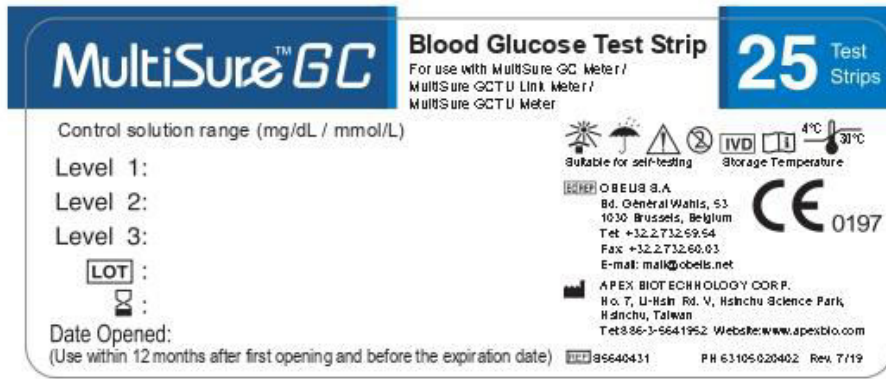 MultiSure™ GC
Blood Glucose Test Strip
For use with MultiSure GC Meter /
MultiSure GCTU Link Meter /
MultiSure GCTU Meter
25 Test
Strips
Control solution range (mg/dL / mmol/L)
Level 1:
Level 2:
Level 3:
LOT :
:
Date Opened:
(Use within 12 months after first opening and before the expiration date)
2
IVD
i
4°C
30°C
Suitable for self-testing
Storage Temperature
EC REP OBELIS S.A.
Bd. Général Wahis, 53
1030 Brussels, Belgium
Tel: +32.2.732.59.54
Fax: +32.2.732.60.03
E-mail: mail@obelis.net
CE 0197
APEX BIOTECHNOLOGY CORP.
No. 7, Li-Hsin Rd. V, Hsinchu Science Park,
Hsinchu, Taiwan
Tel:886-3-5641952 Website:www.apexbio.com
REF 95640431 PH 63105020402 Rev. 7/19